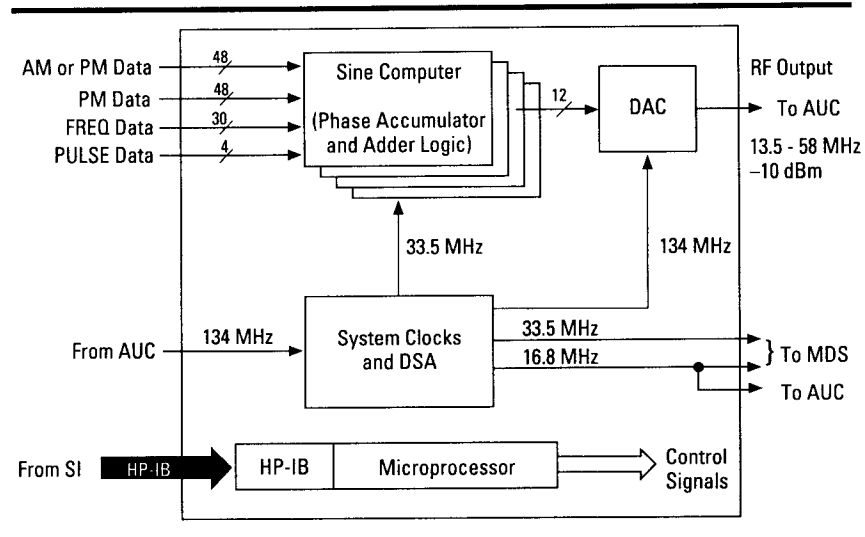 AM or PM Data
48
PM Data
48
FREQ Data
30
PULSE Data
4
Sine Computer
(Phase Accumulator
and Adder Logic)
12
DAC
RF Output
To AUC
13.5 - 58 MHz
–10 dBm
33.5 MHz
134 MHz
From AUC
134 MHz
System Clocks
and DSA
33.5 MHz
16.8 MHz
} To MDS
To AUC
From SI
HP-IB
HP-IB
Microprocessor
Control
Signals